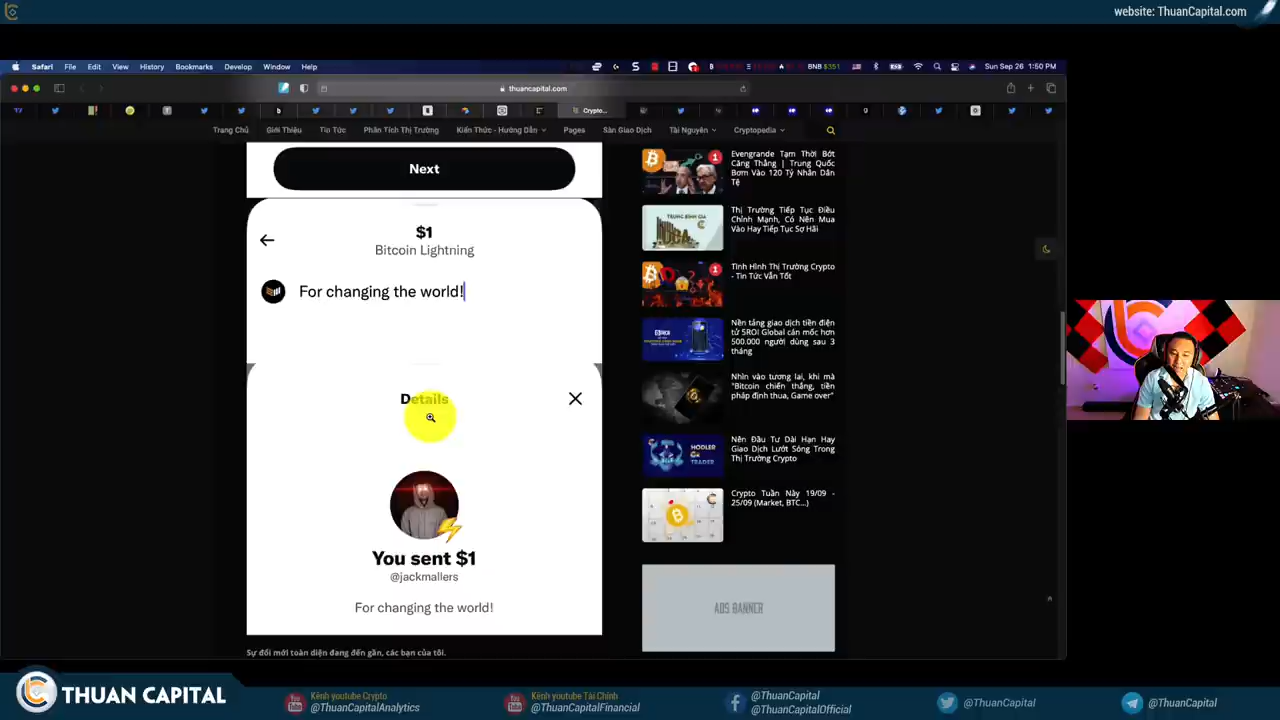 website: ThuanCapital.com
Safari File Edit View History Bookmarks Develop Window Help
BNB $351
Sun Sep 26 1:50 PM
thuancapital.com
Crypto...
Trang Chủ Giới Thiệu Tin Tức Phân Tích Thị Trường Kiến Thức - Hướng Dẫn Pages Sàn Giao Dịch Tài Nguyên Cryptopedia
Next
$1
Bitcoin Lightning
For changing the world!
Details
You sent $1
@jackmallers
For changing the world!
Sự đổi mới toàn diện đang đến gần, các bạn của tôi.
Evengrande Tạm Thời Bớt
Căng Thẳng | Trung Quốc
Bơm Vào 120 Tỷ Nhân Dân
Tệ
Thị Trường Tiếp Tục Điều
Chỉnh Mạnh, Có Nên Mua
Vào Hay Tiếp Tục Sợ Hãi
Tình Hình Thị Trường Crypto
- Tin Tức Vắn Tốt
Nền tảng giao dịch tiền điện
tử 5ROI Global cán mốc hơn
500.000 người dùng sau 3
tháng
Nhìn vào tương lai, khi mà
"Bitcoin chiến thắng, tiền
pháp định thua, Game over"
Nên Đầu Tư Dài Hạn Hay
Giao Dịch Lướt Sóng Trong
Thị Trường Crypto
HODLER
TRADER
Crypto Tuần Này 19/09 -
25/09 (Market, BTC...)
ADS BANNER
THUAN CAPITAL
Kênh youtube Crypto
@ThuanCapitalAnalytics
Kênh youtube Tài Chính
@ThuanCapitalFinancial
@ThuanCapital
@ThuanCapitalOfficial
@ThuanCapital
@ThuanCapital